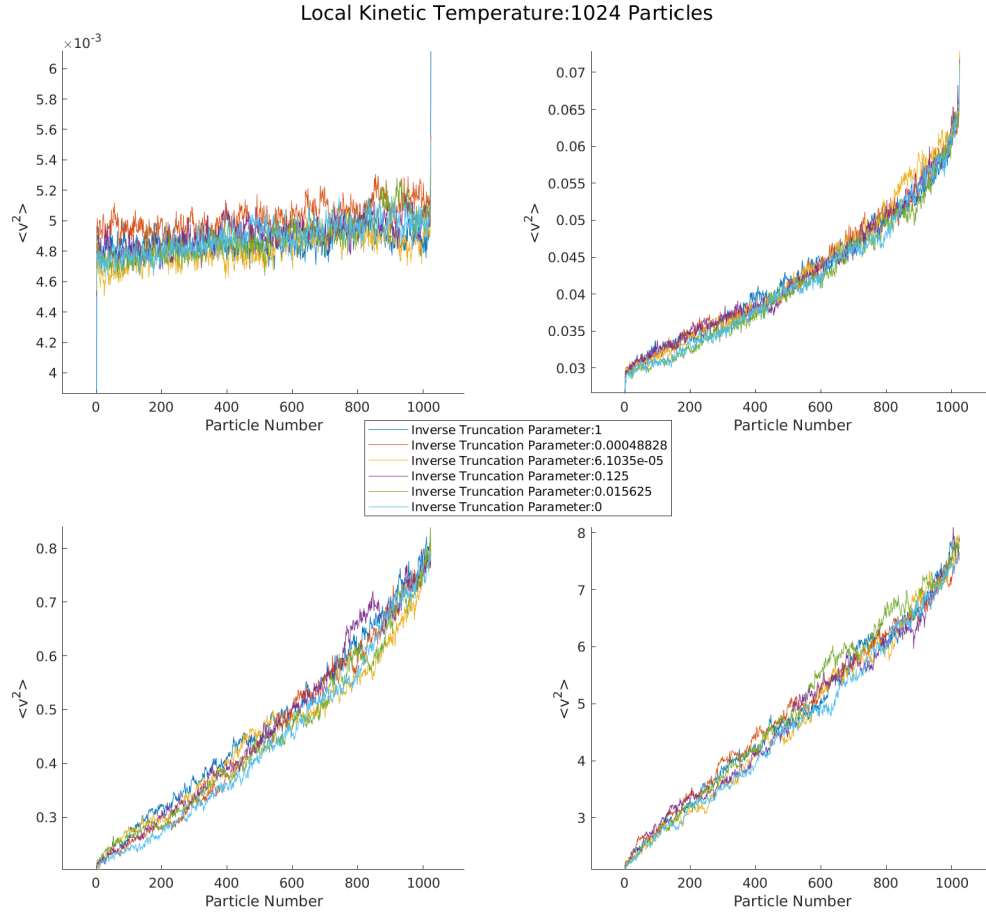 Local Kinetic Temperature:1024 Particles
×10⁻³
6
5.8
5.6
5.4
5.2
5
4.8
4.6
4.4
4.2
4
<v²>
0 200 400 600 800 1000
Particle Number
0.07
0.065
0.06
0.055
0.05
0.045
0.04
0.035
0.03
<v²>
0 200 400 600 800 1000
Particle Number
Inverse Truncation Parameter:1
Inverse Truncation Parameter:0.00048828
Inverse Truncation Parameter:6.1035e-05
Inverse Truncation Parameter:0.125
Inverse Truncation Parameter:0.015625
Inverse Truncation Parameter:0
0.8
0.7
0.6
0.5
0.4
0.3
<v²>
0 200 400 600 800 1000
Particle Number
8
7
6
5
4
3
<v²>
0 200 400 600 800 1000
Particle Number